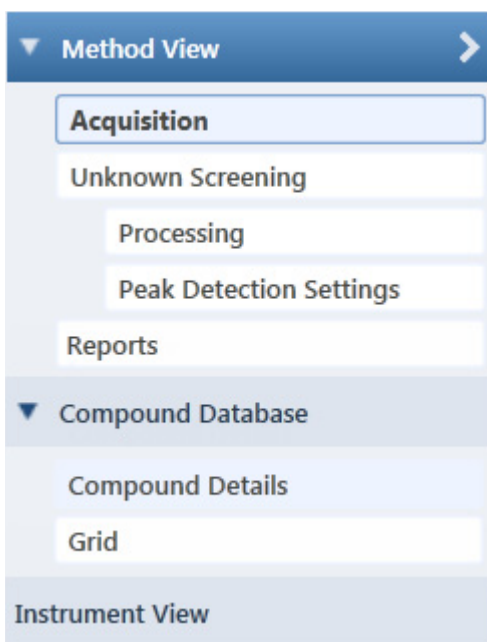 Method View
Acquisition
Unknown Screening
Processing
Peak Detection Settings
Reports
Compound Database
Compound Details
Grid
Instrument View